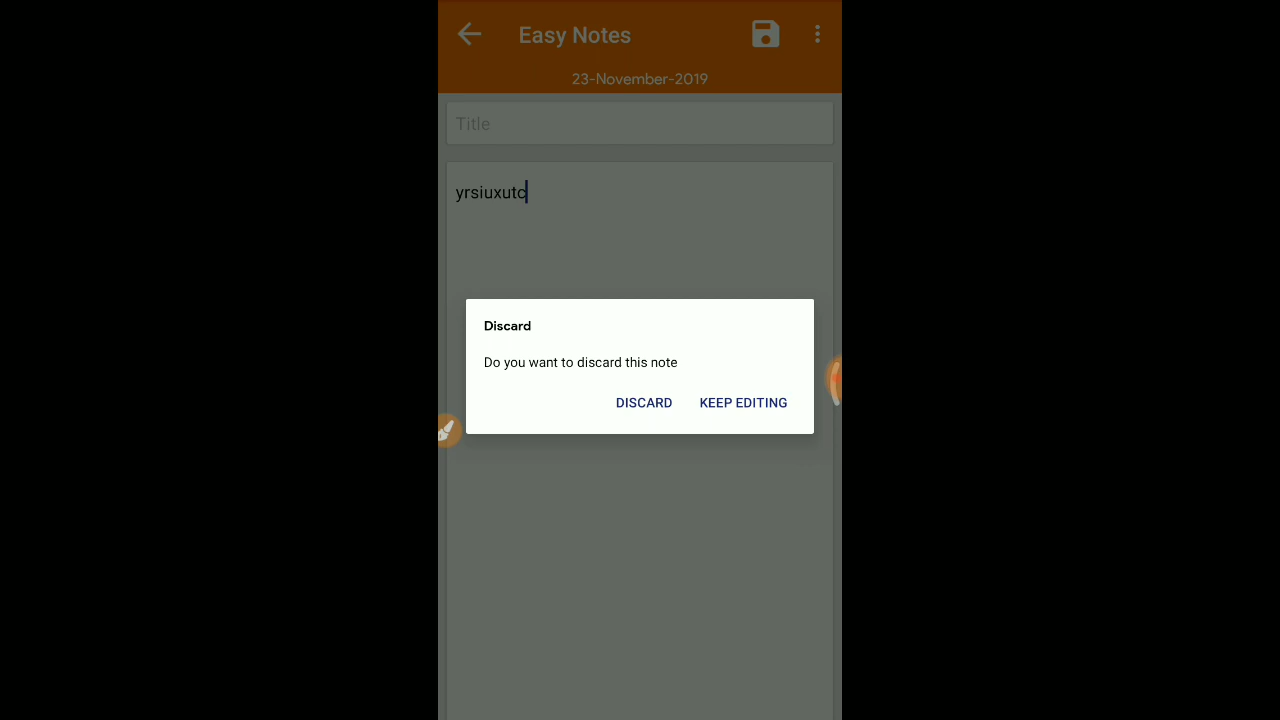 Easy Notes
23-November-2019
Title
yrsiuxutc
Discard
Do you want to discard this note
DISCARD KEEP EDITING